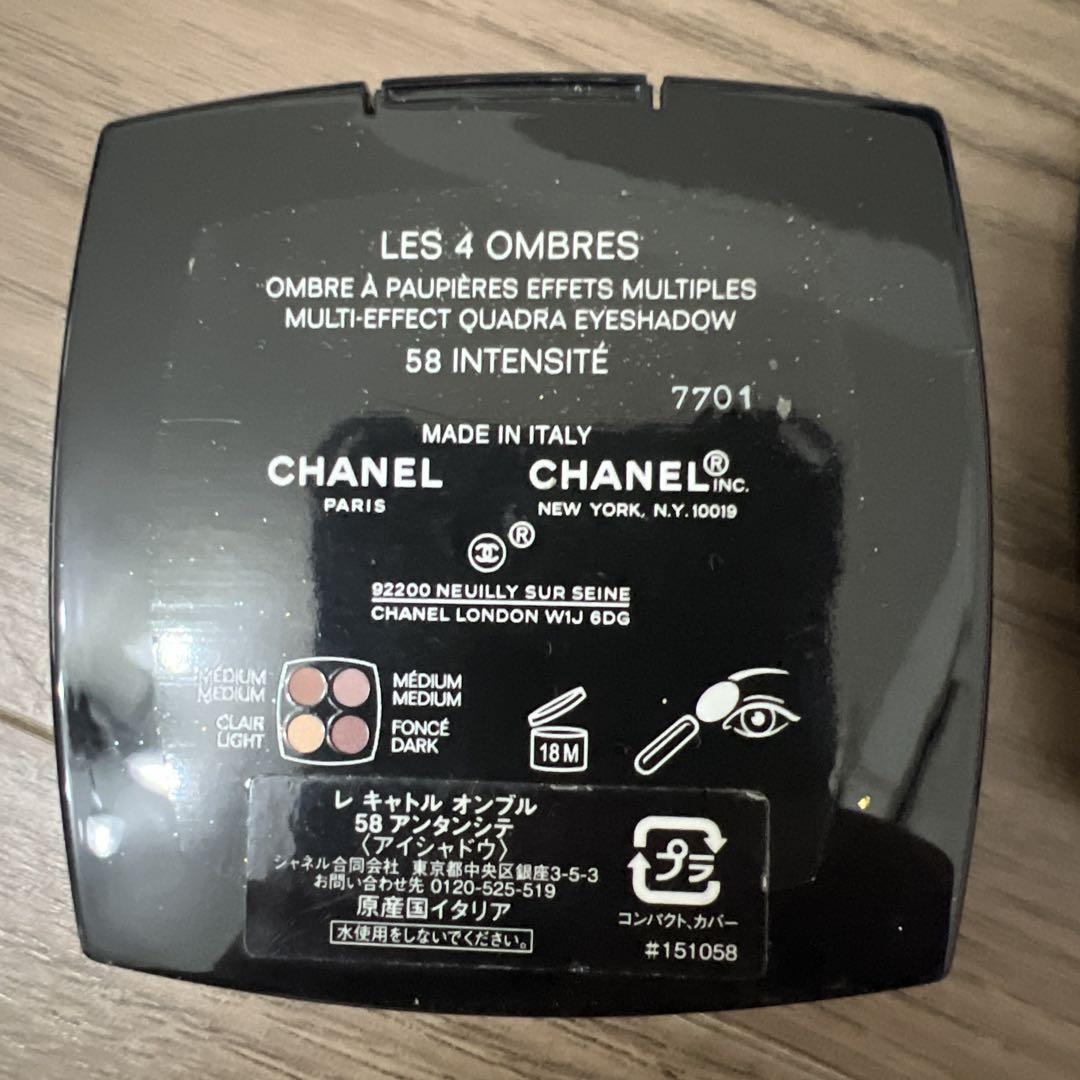 LES 4 OMBRES
OMBRE À PAUPIÈRES EFFETS MULTIPLES
MULTI-EFFECT QUADRA EYESHADOW
58 INTENSITÉ
7701
MADE IN ITALY
CHANEL CHANEL® INC.
PARIS NEW YORK, N.Y. 10019
®
92200 NEUILLY SUR SEINE
CHANEL LONDON W1J 6DG
MÉDIUM MÉDIUM
MEDIUM MEDIUM
CLAIR FONCÉ
LIGHT DARK
18 M
レ キャトル オンブル
58 アンタンシテ
〈アイシャドウ〉
シャネル合同会社 東京都中央区銀座3-5-3
お問い合わせ先 0120-525-519
原産国イタリア
水使用をしないでください。
プラ
コンパクト、カバー
#151058